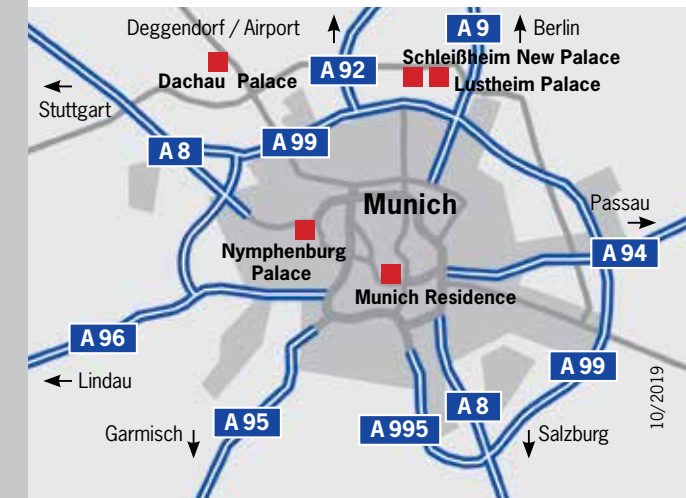 Deggendorf / Airport
A 9
Berlin
Schleißheim New Palace
A 92
Dachau Palace
Lustheim Palace
Stuttgart
A 99
A 8
Munich
Passau
Nymphenburg
Palace
A 94
Munich Residence
A 96
A 99
Lindau
10/2019
A 8
A 95
A 995
Garmisch
Salzburg